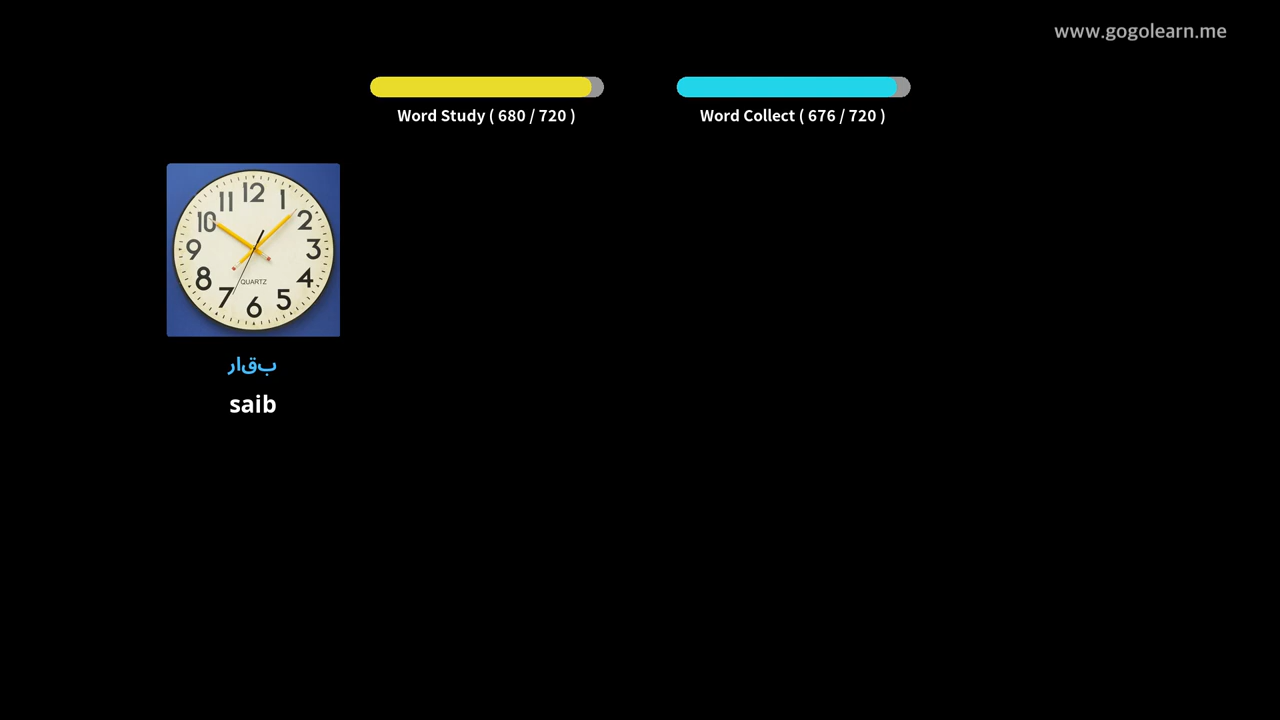 www.gogolearn.me
Word Study ( 680 / 720 )
Word Collect ( 676 / 720 )
12
11
1
10
2
9
3
8
4
7
5
6
QUARTZ
بقار
saib